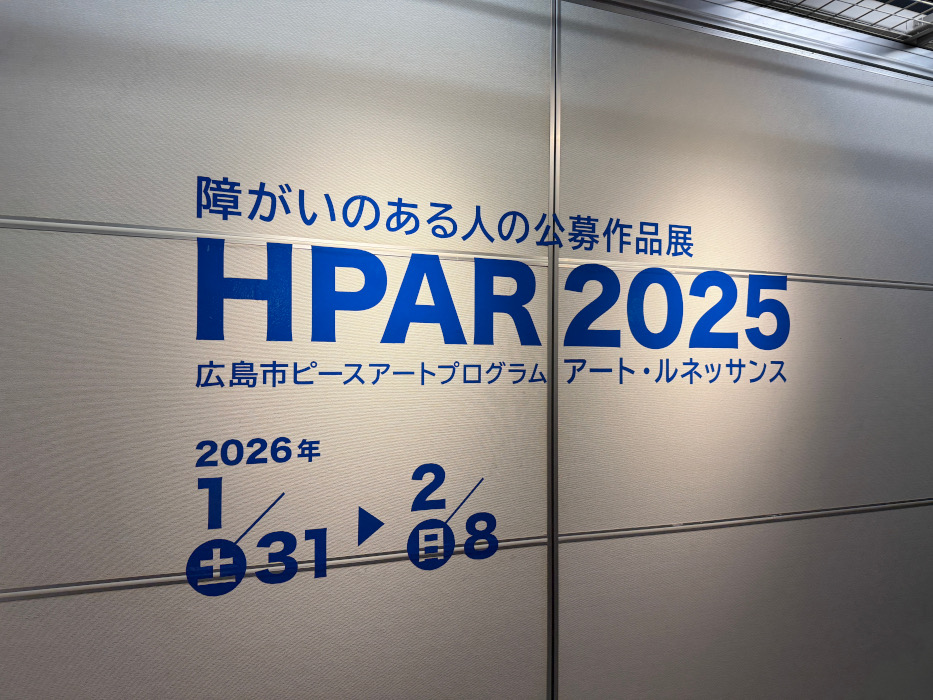 障がいのある人の公募作品展
HPAR 2025
広島市ピースアートプログラム アート・ルネッサンス
2026年
1/31 土 ▶ 2/8 日